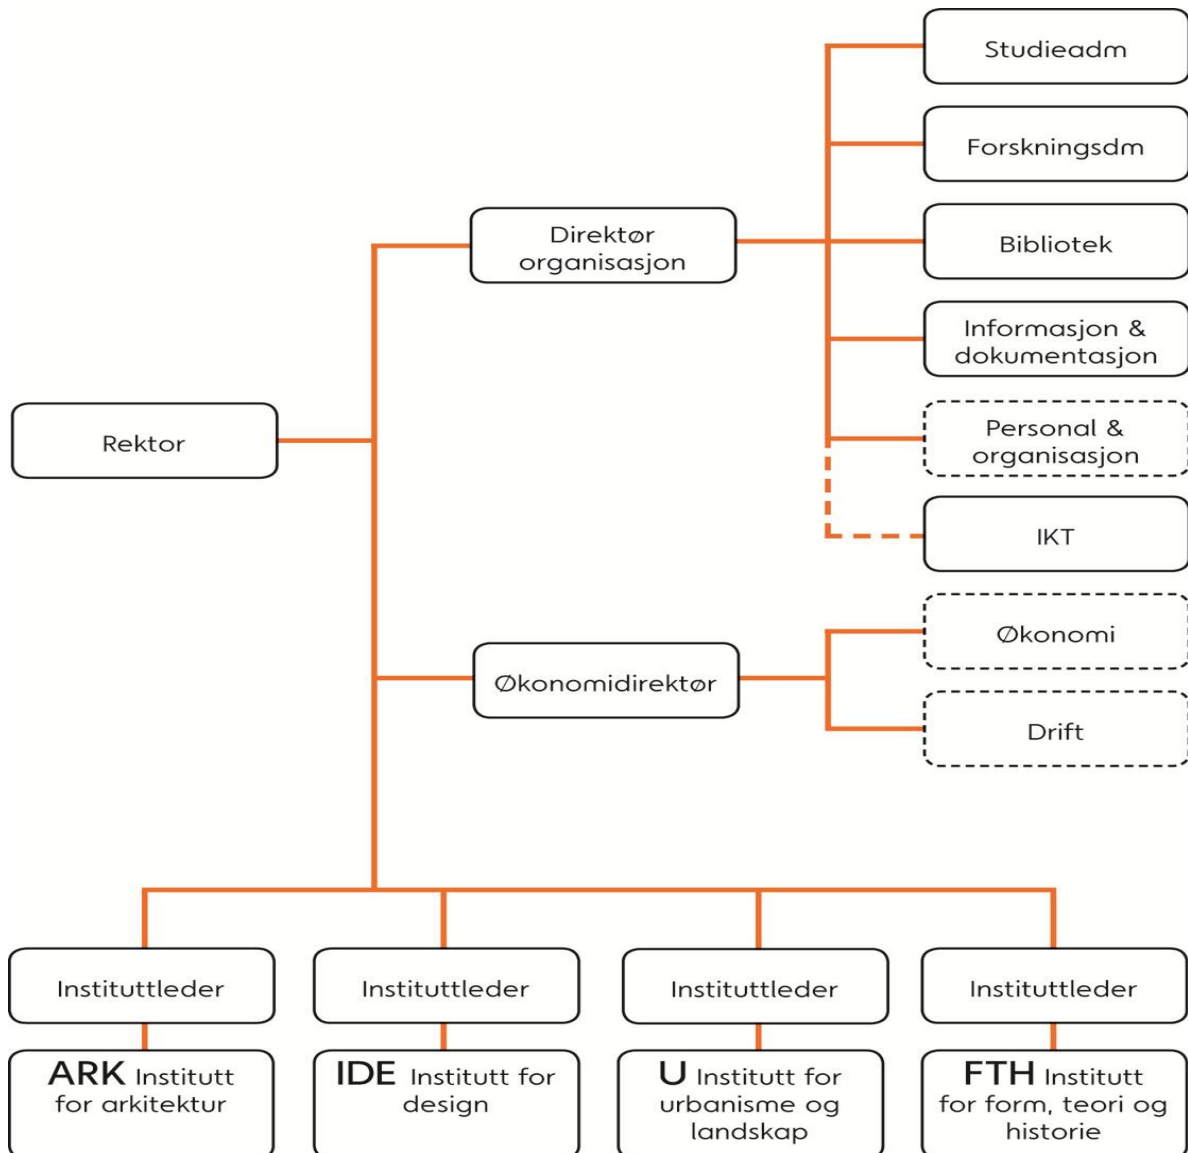 Studieadm
Forskningsdm
Direktør
organisasjon
Bibliotek
Informasjon &
dokumentasjon
Rektor
Personal &
organisasjon
IKT
Økonomi
Økonomidirektør
Drift
Instituttleder
Instituttleder
Instituttleder
Instituttleder
ARK Institutt
for arkitektur
IDE Institutt for
design
U Institutt for
urbanisme og
landskap
FTH Institutt
for form, teori og
historie